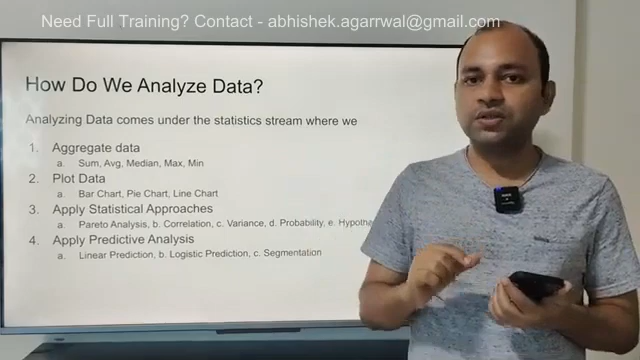 Need Full Training? Contact - abhishek.agarrwal@gmail.com
How Do We Analyze Data?
Analyzing Data comes under the statistics stream where we
1. Aggregate data
a. Sum, Avg, Median, Max, Min
2. Plot Data
a. Bar Chart, Pie Chart, Line Chart
3. Apply Statistical Approaches
a. Pareto Analysis, b. Correlation, c. Variance, d. Probability, e. Hypotha
4. Apply Predictive Analysis
a. Linear Prediction, b. Logistic Prediction, c. Segmentation